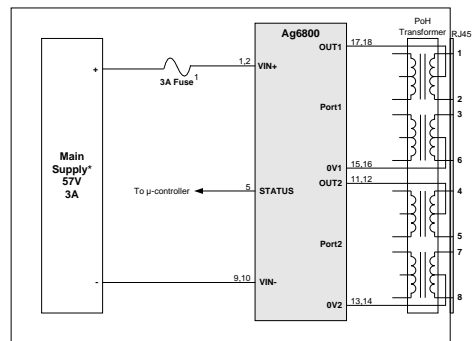 Ag6800
PoH
Transformer
RJ45
OUT1
17,18
1
+
1,2
VIN+
3A Fuse 1
2
Port1
3
Main
Supply*
57V
3A
6
0V1
15,16
OUT2
11,12
To µ-controller
5
STATUS
4
5
Port2
7
-
9,10
VIN-
8
0V2
13,14